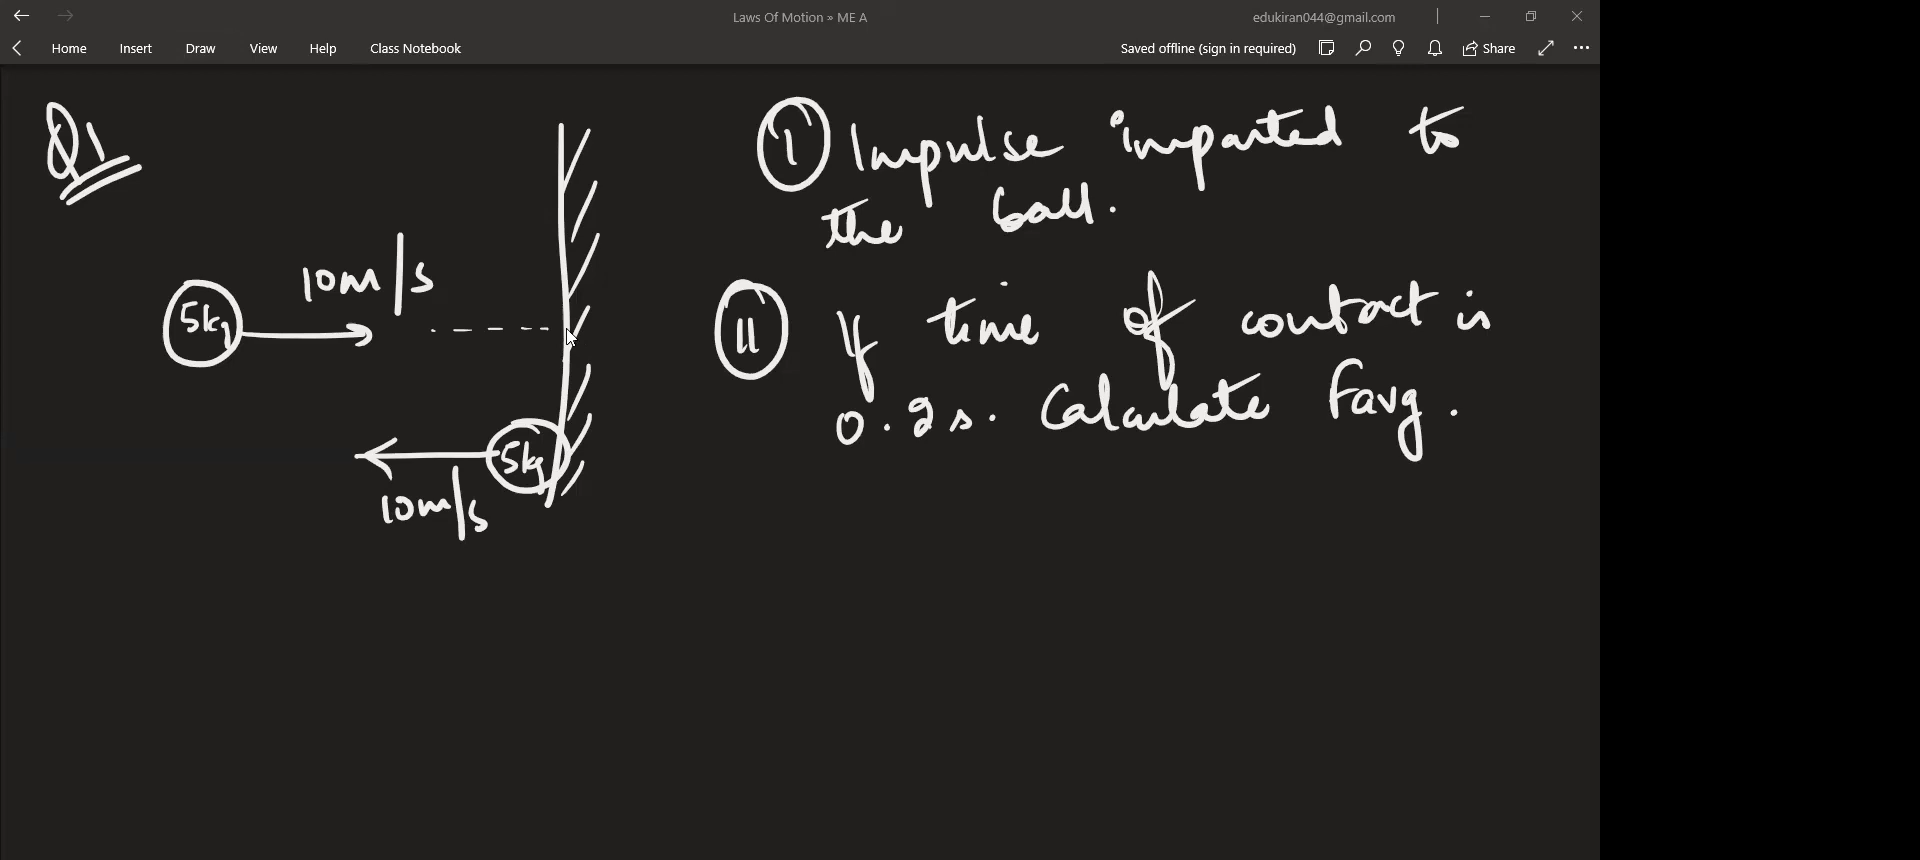 Laws Of Motion » ME A
edukiran044@gmail.com
Home Insert Draw View Help Class Notebook
Saved offline (sign in required) Share
Q1
I Impulse imparted to
the ball.
10m/s
5kg
II If time of contact is
0.2s. Calculate Favg.
5kg
10m/s